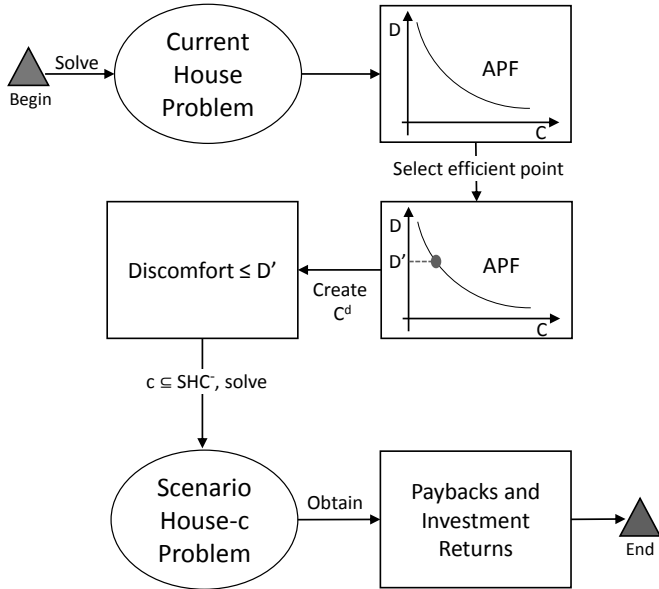 Begin
Solve
Current
House
Problem
D
APF
C
Select efficient point
D
D’
APF
C
Create
Cᵈ
Discomfort ≤ D’
c ⊆ SHC⁻, solve
Scenario
House-c
Problem
Obtain
Paybacks and
Investment
Returns
End